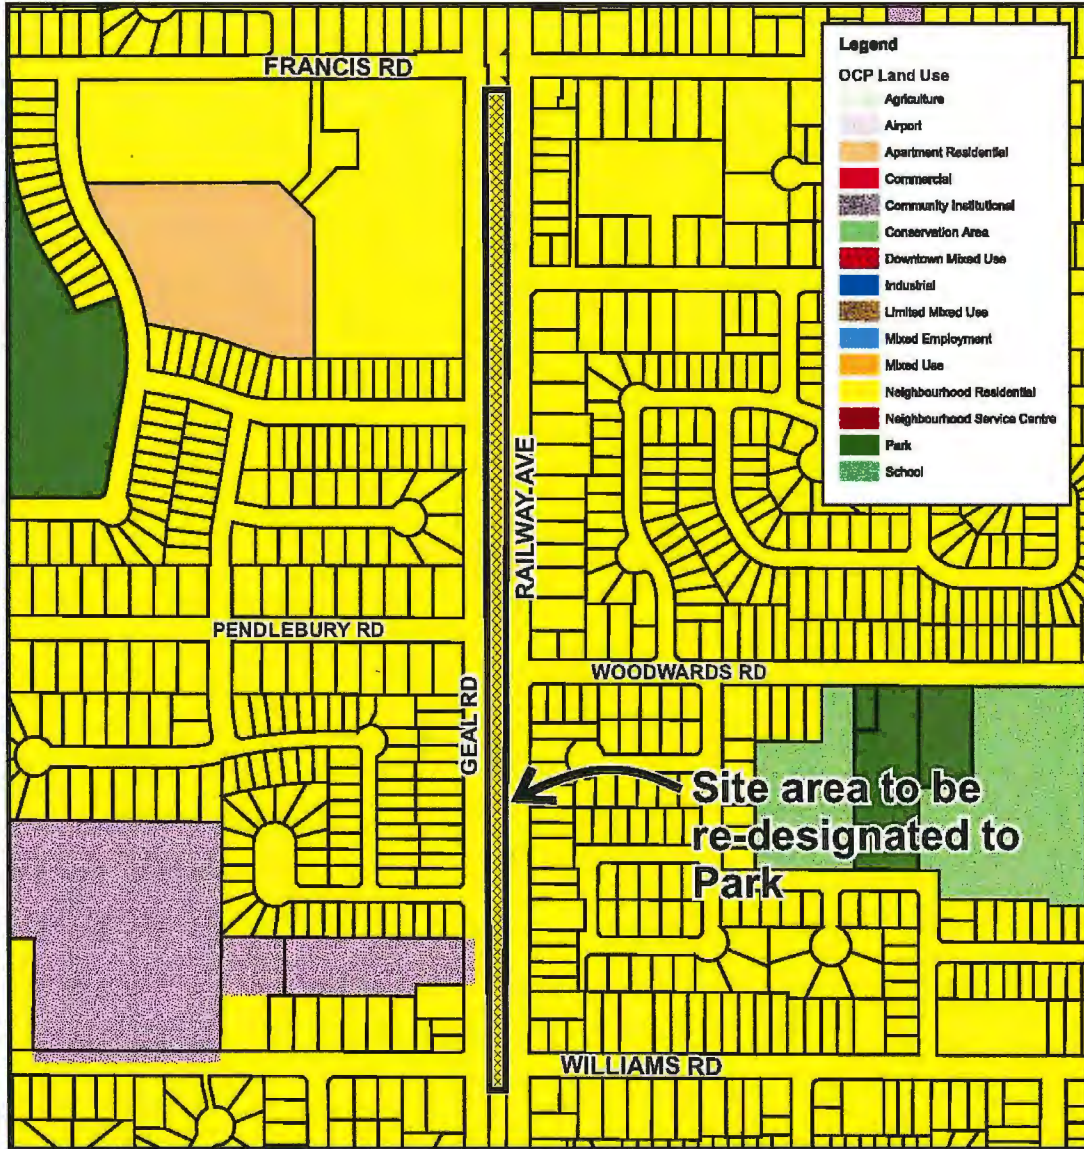 FRANCIS RD
Legend
OCP Land Use
Agriculture
Airport
Apartment Residential
Commercial
Community Institutional
Conservation Area
Downtown Mixed Use
Industrial
Limited Mixed Use
Mixed Employment
Mixed Use
Neighbourhood Residential
Neighbourhood Service Centre
Park
School
RAILWAY AVE
PENDLEBURY RD
WOODWARDS RD
GEAL RD
Site area to be
re-designated to
Park
WILLIAMS RD